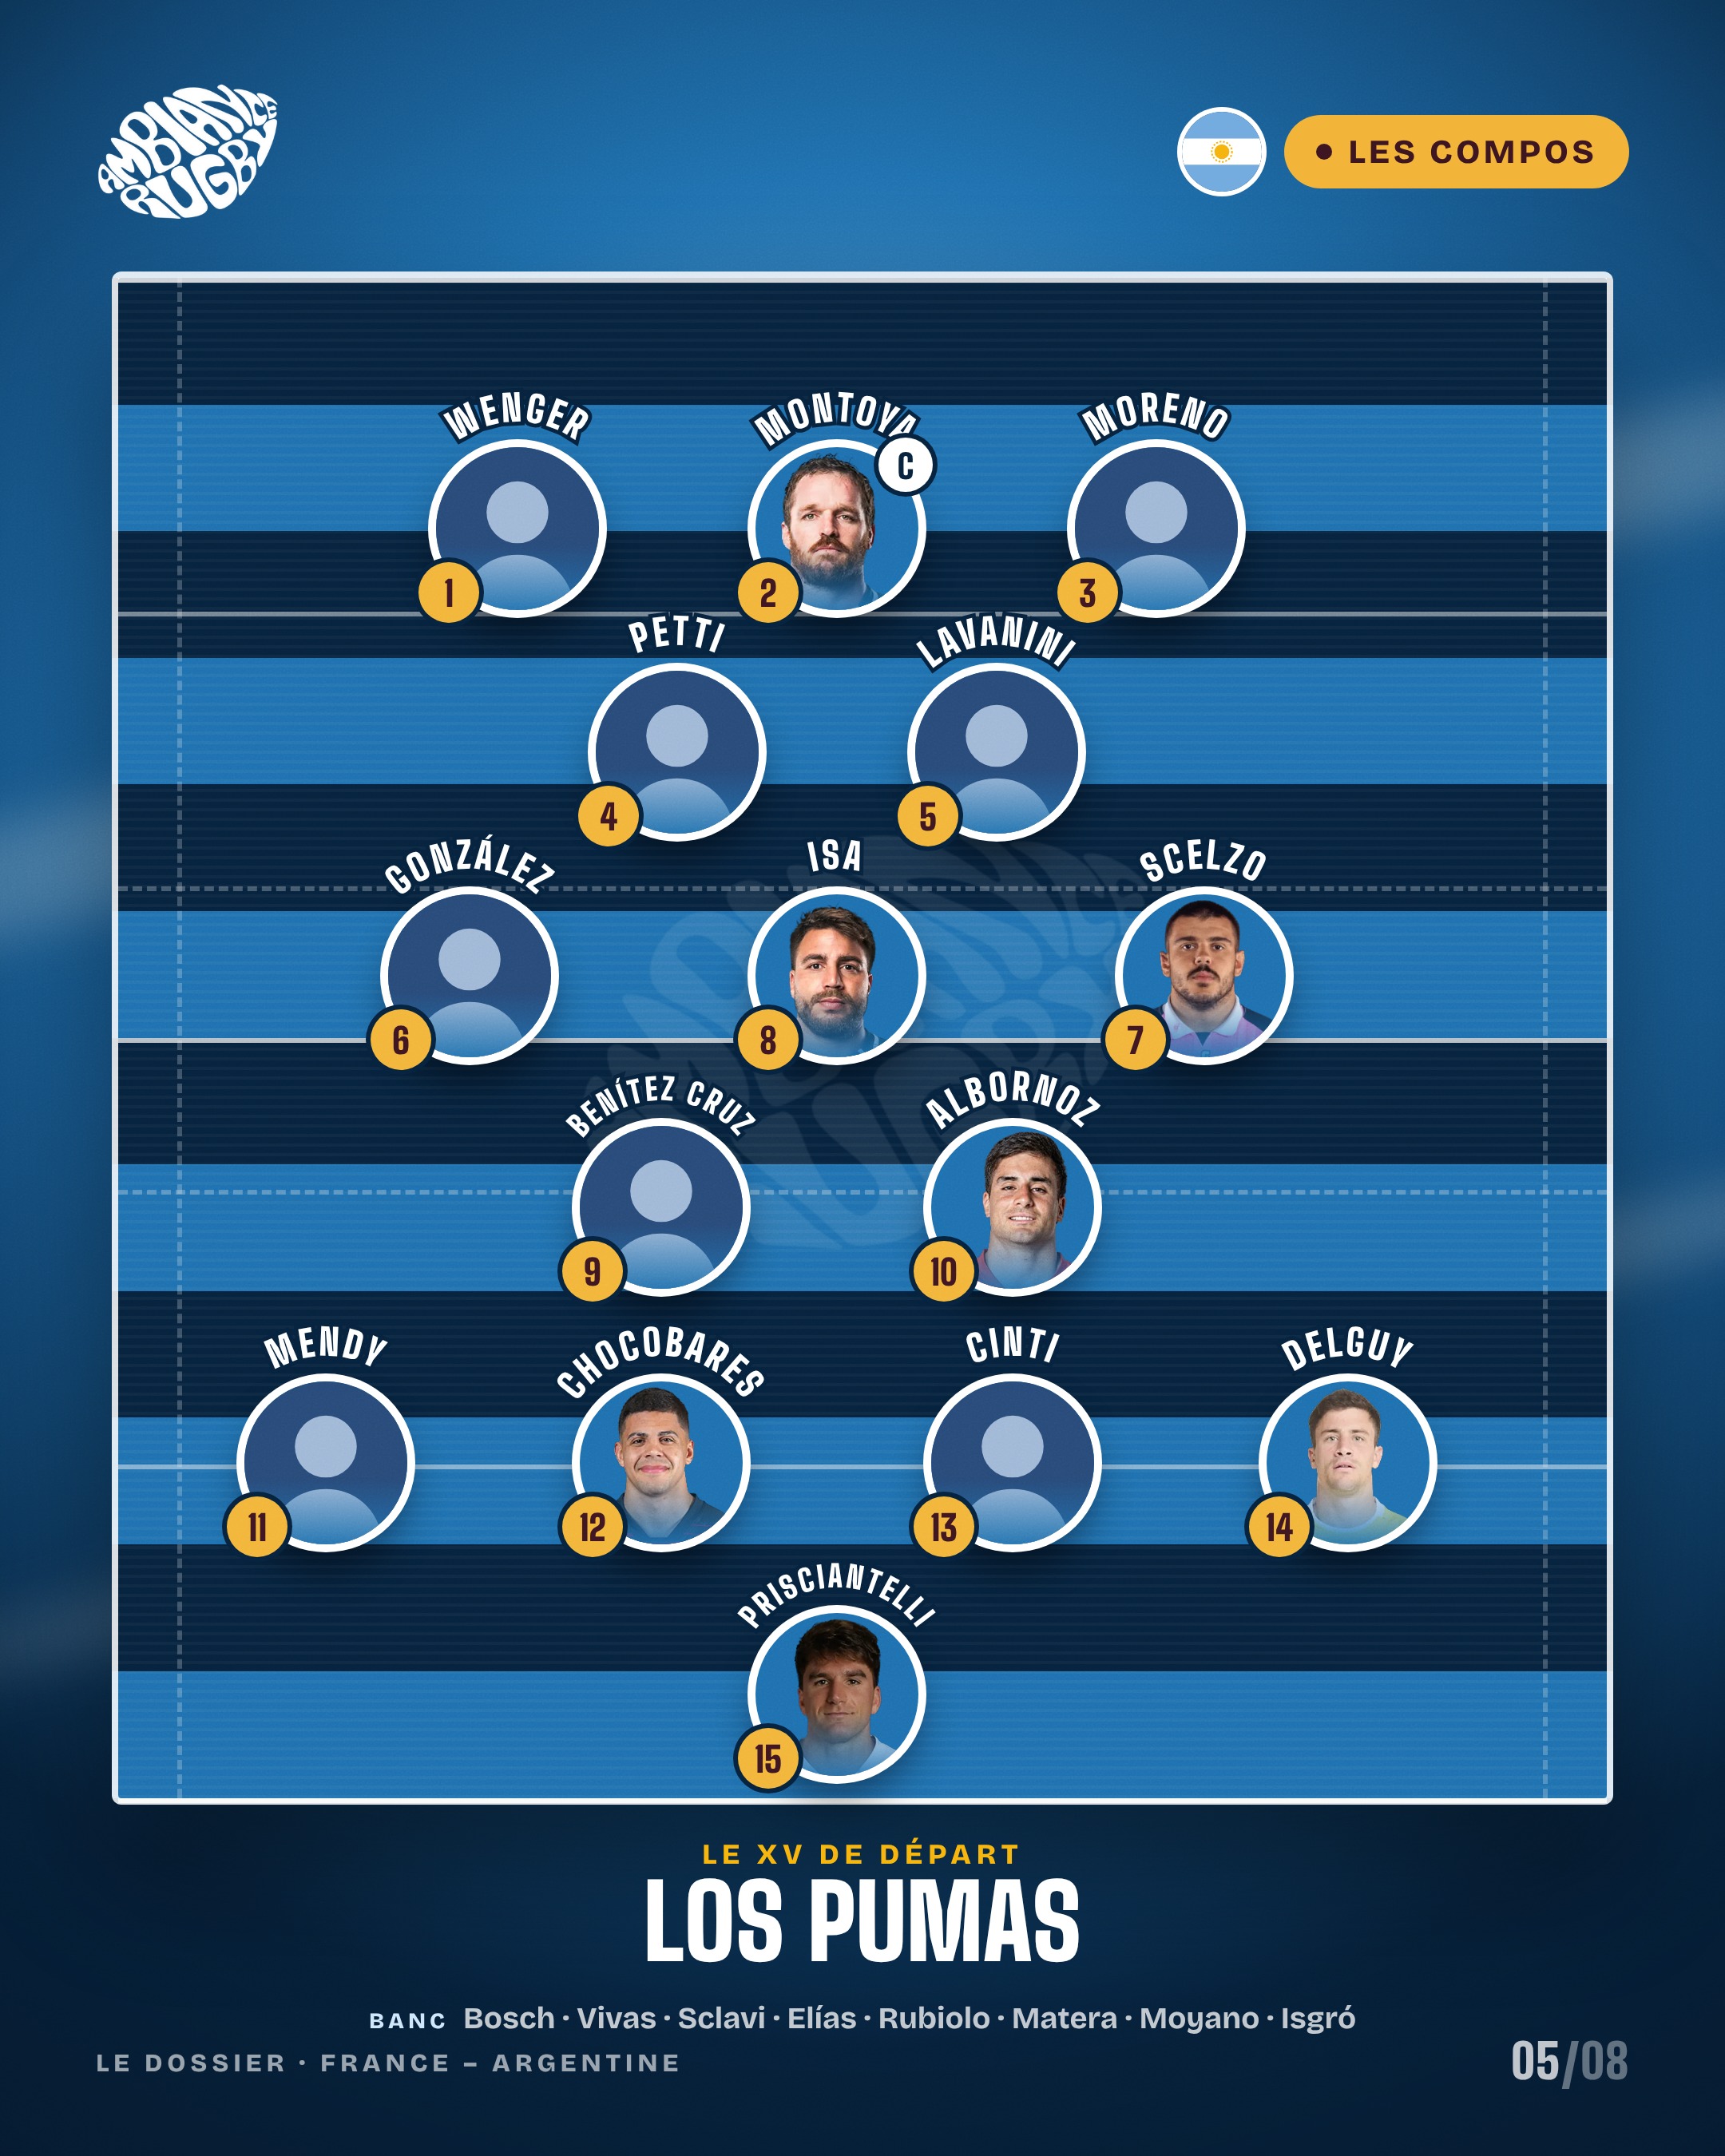 AMBIANCE
RUGBY
• LES COMPOS
WENGER
MONTOYA
MORENO
C
1
2
3
PETTI
LAVANINI
4
5
GONZÁLEZ
ISA
SCELZO
6
8
7
BENÍTEZ CRUZ
ALBORNOZ
9
10
MENDY
CHOCOBARES
CINTI
DELGUY
11
12
13
14
PRISCIANTELLI
15
LE XV DE DÉPART
LOS PUMAS
BANC Bosch · Vivas · Sclavi · Elías · Rubiolo · Matera · Moyano · Isgró
LE DOSSIER · FRANCE – ARGENTINE
05/08